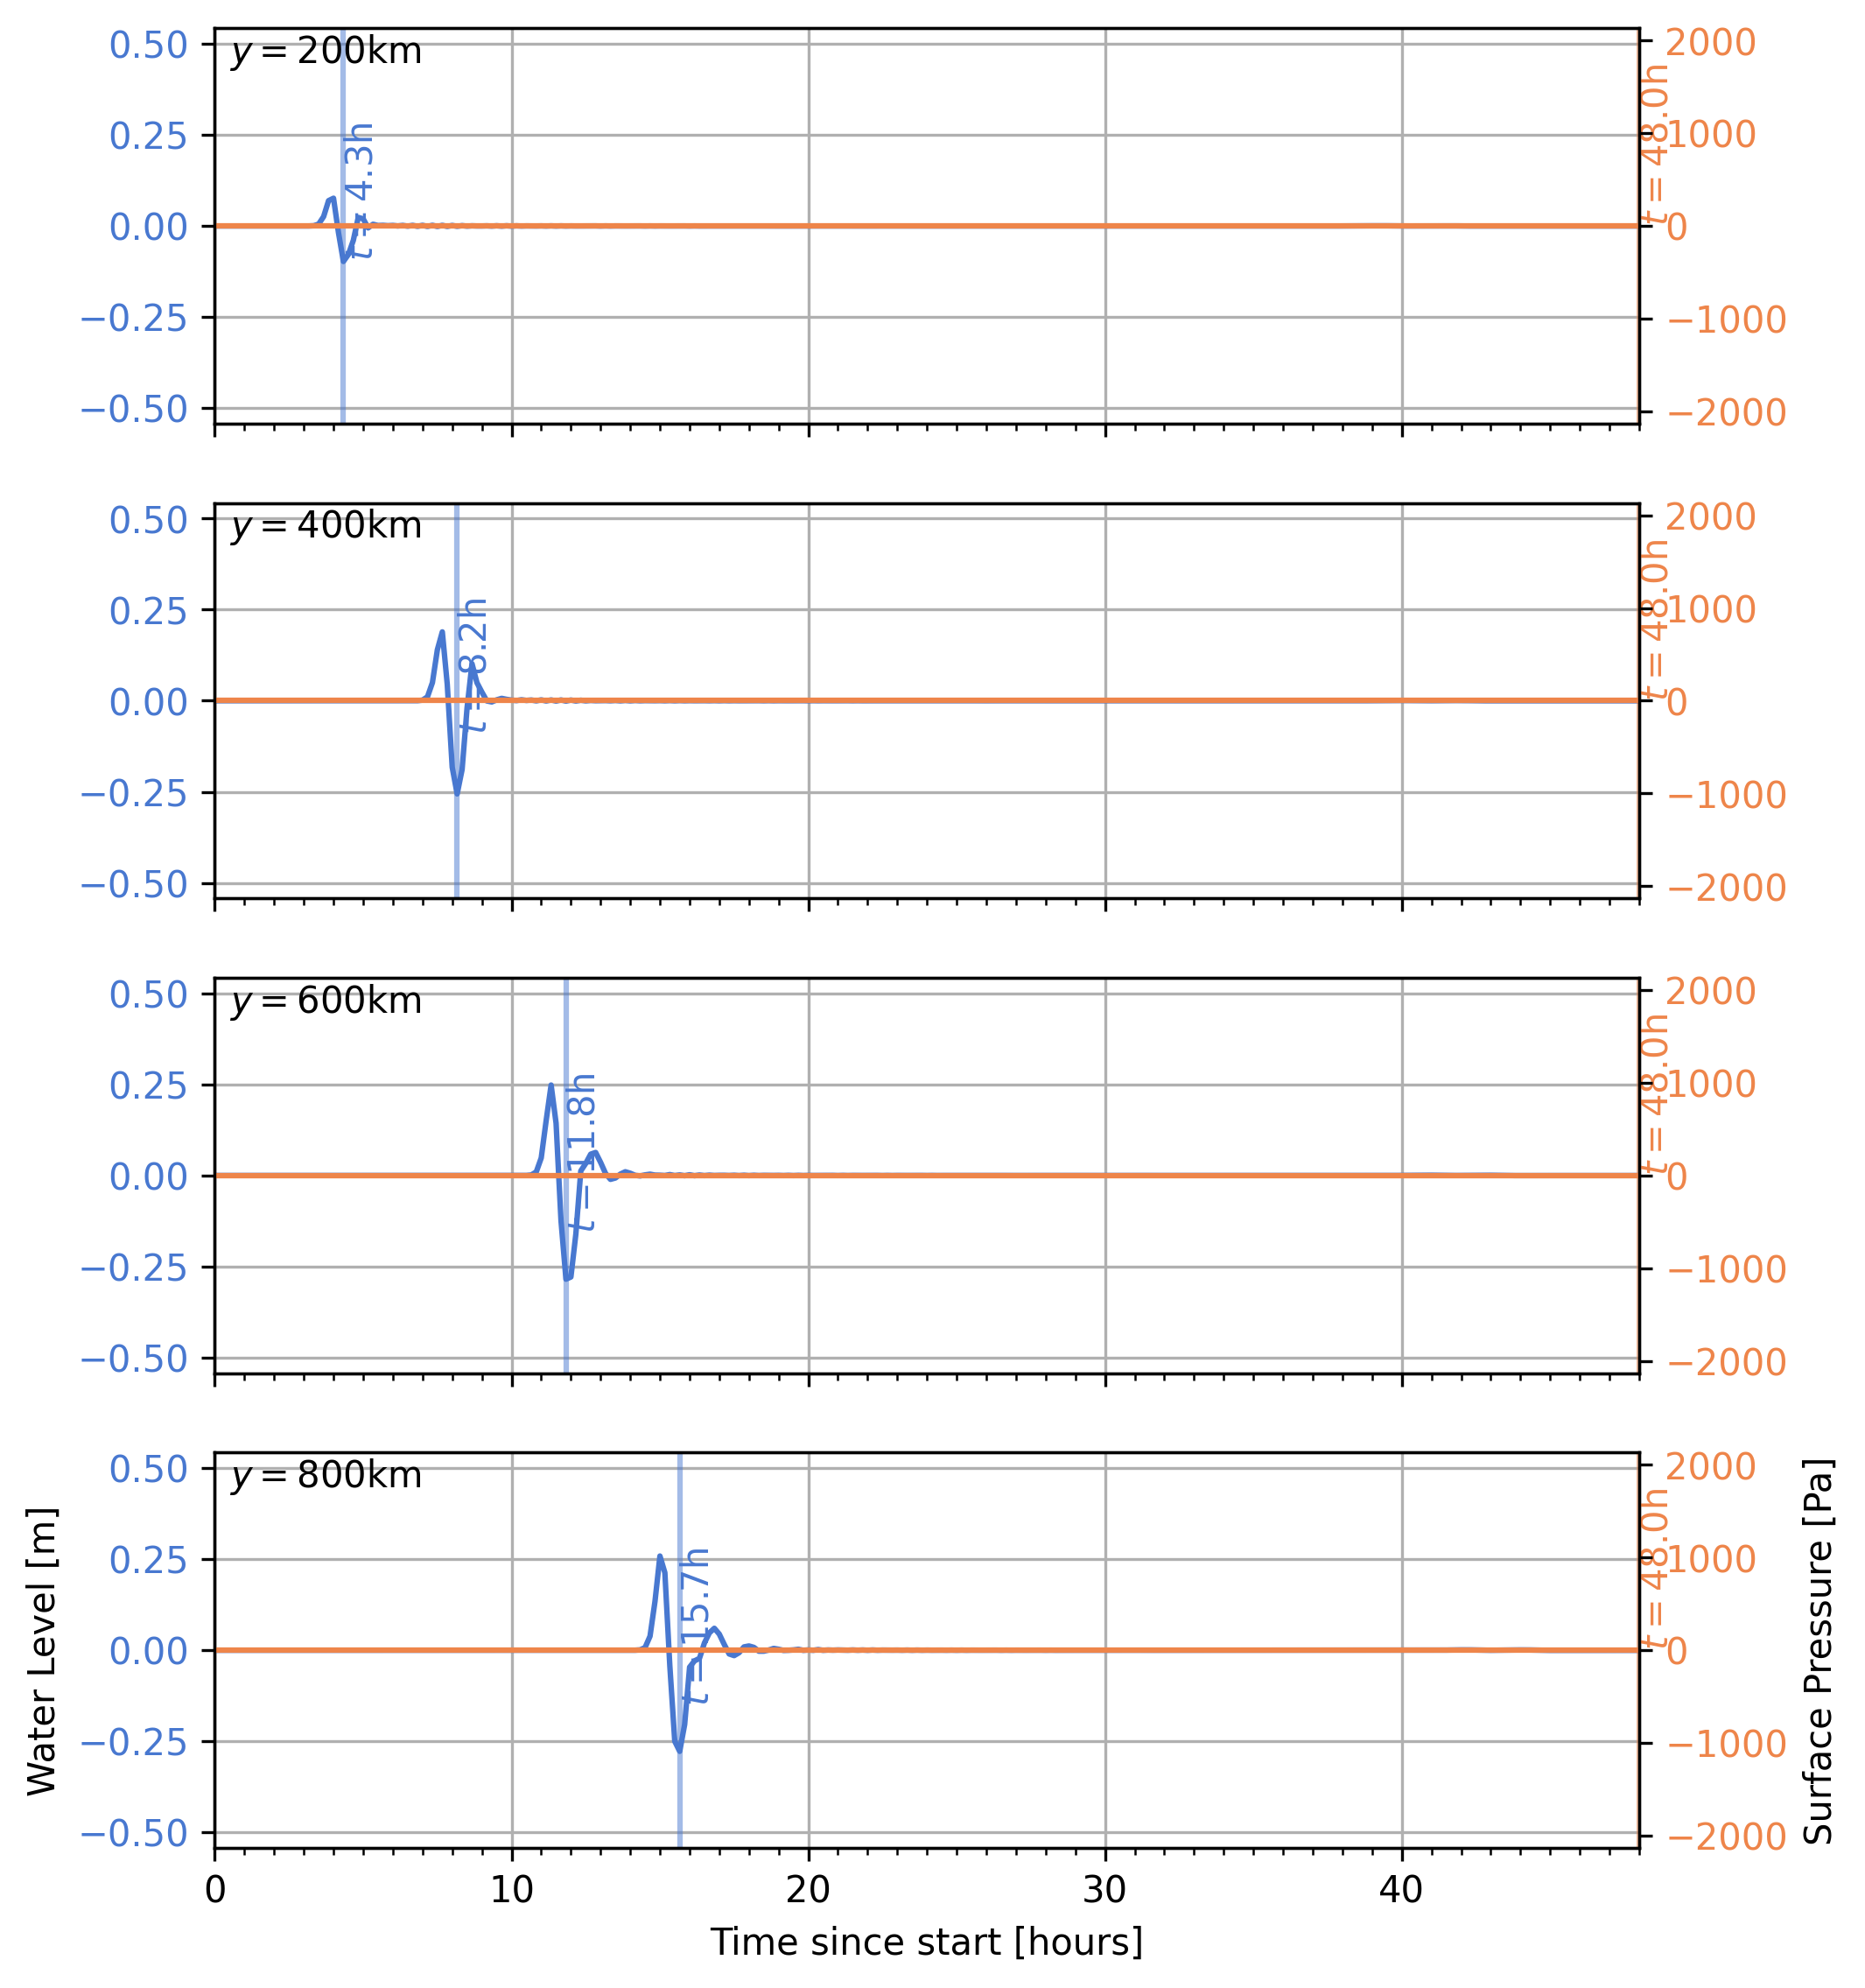 y = 200km
0.50
0.25
0.00
−0.25
−0.50
t = 4.3h
t = 48.0h
2000
1000
0
−1000
−2000
y = 400km
0.50
0.25
0.00
−0.25
−0.50
t = 8.2h
t = 48.0h
2000
1000
0
−1000
−2000
y = 600km
0.50
0.25
0.00
−0.25
−0.50
t = 11.8h
t = 48.0h
2000
1000
0
−1000
−2000
y = 800km
0.50
0.25
0.00
−0.25
−0.50
t = 15.7h
t = 48.0h
2000
1000
0
−1000
−2000
Water Level [m]
Surface Pressure [Pa]
0 10 20 30 40
Time since start [hours]